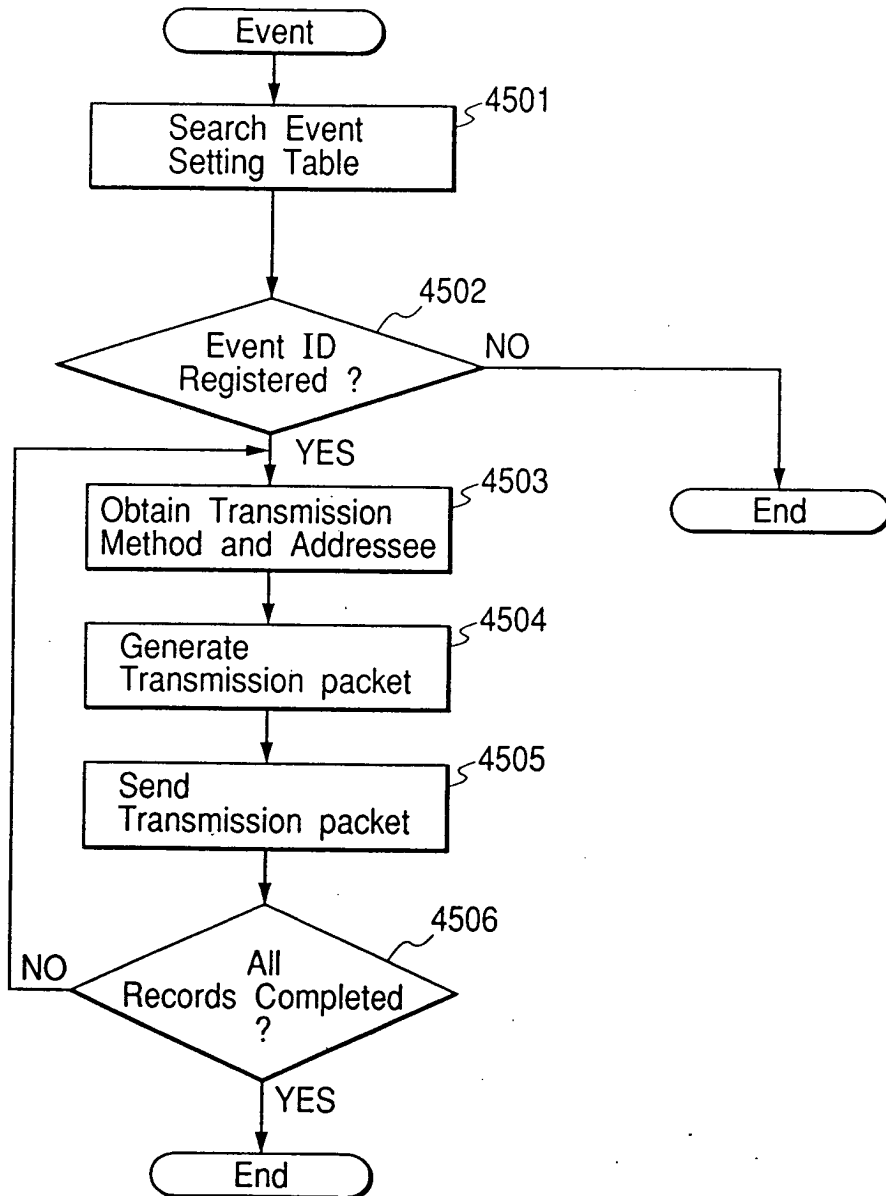 Event
4501
Search Event
Setting Table
4502
Event ID
Registered ?
NO
YES
4503
Obtain Transmission
Method and Addressee
End
4504
Generate
Transmission packet
4505
Send
Transmission packet
4506
All
Records Completed
?
NO
YES
End